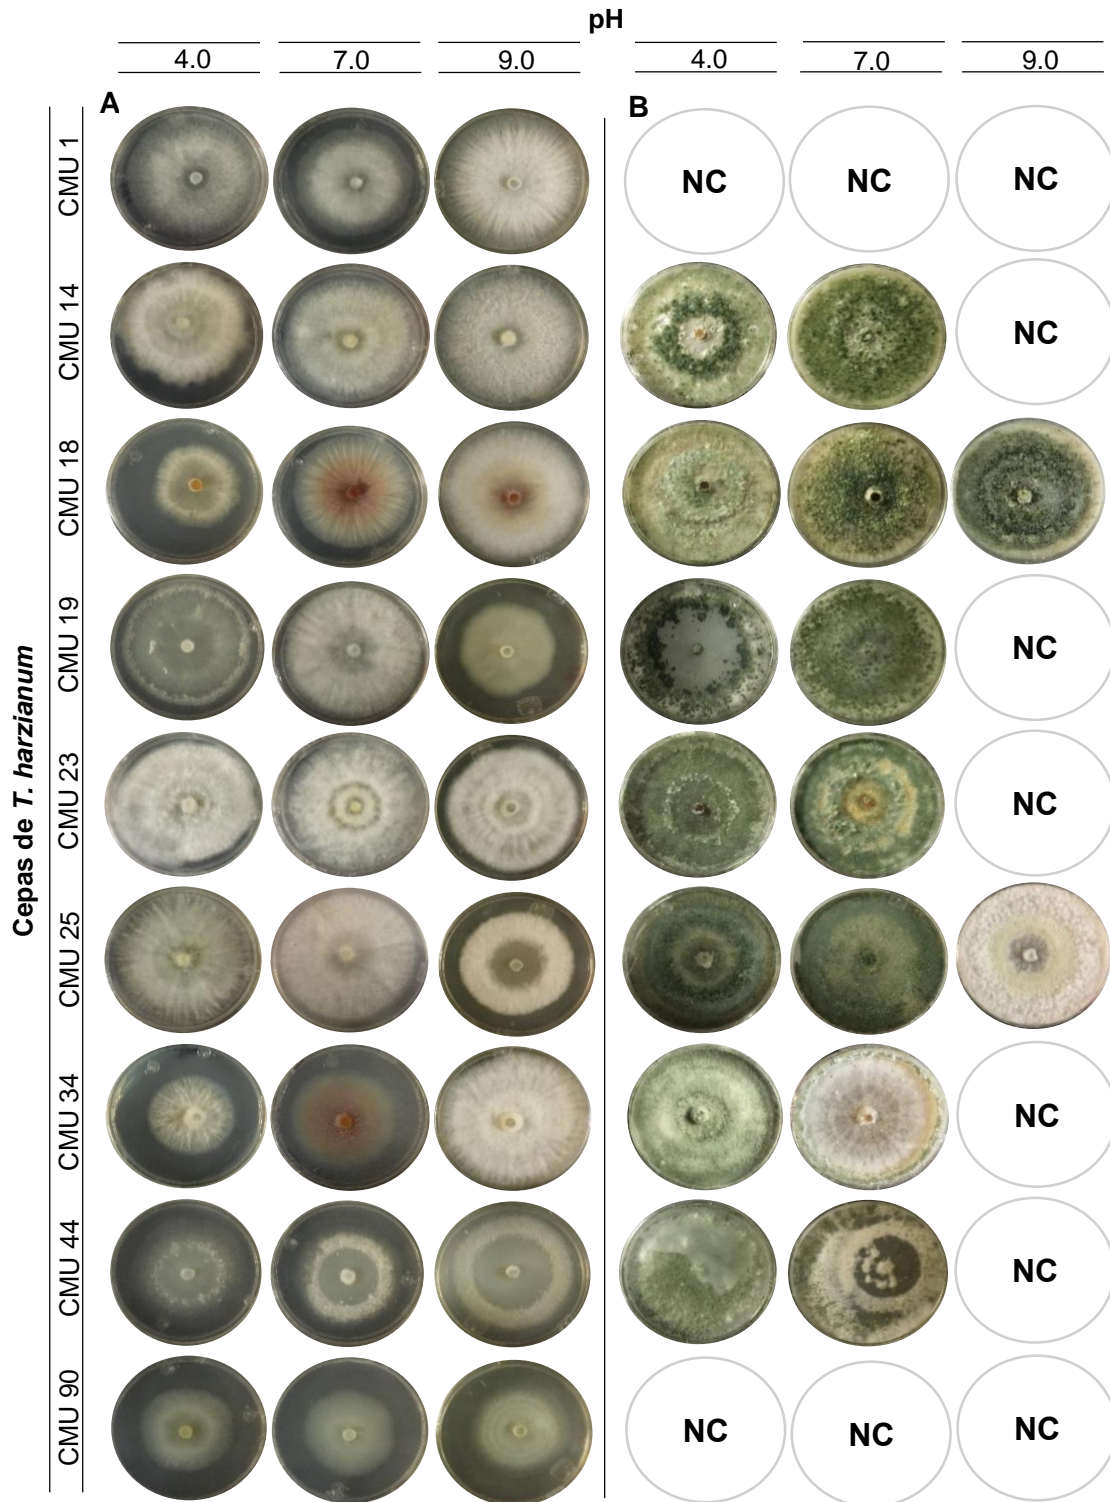 pH
4.0 7.0 9.0 4.0 7.0 9.0
A B
CMU 1 NC NC NC
CMU 14 NC
CMU 18
CMU 19 NC
CMU 23 NC
CMU 25
CMU 34 NC
CMU 44 NC
CMU 90 NC NC NC
Cepas de T. harzianum